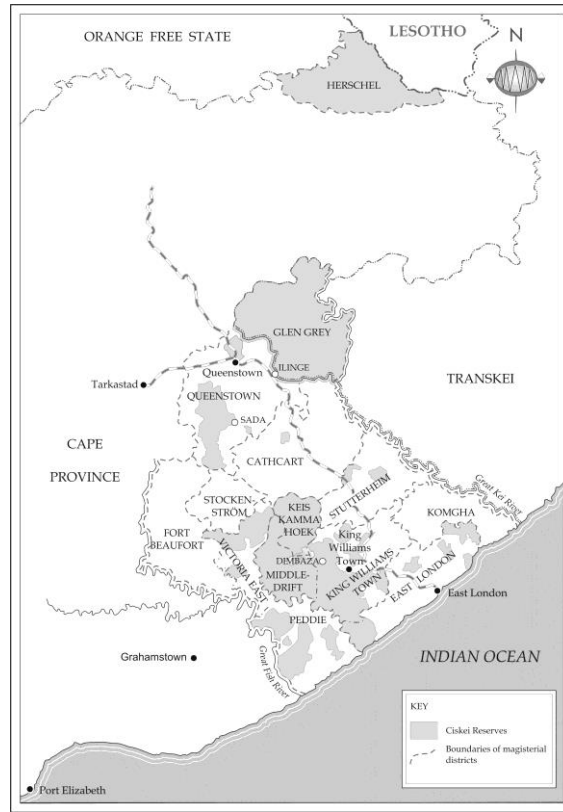 ORANGE FREE STATE
LESOTHO
N
HERSCHEL
GLEN GREY
ILINGE
Queenstown
Tarkastad
QUEENSTOWN
TRANSKEI
SADA
CAPE
PROVINCE
CATHCART
Great Kei River
STUTTERHEIM
STOCKEN
STRÖM
KEIS
KAMMA
HOEK
KOMGHA
FORT
BEAUFORT
King
Williams
Town
VICTORIA EAST
DIMBAZA
MIDDLE-
DRIFT
KING WILLIAMS
TOWN
EAST LONDON
East London
PEDDIE
Grahamstown
Great Fish River
INDIAN OCEAN
KEY
Ciskei Reserves
Boundaries of magisterial
districts
Port Elizabeth